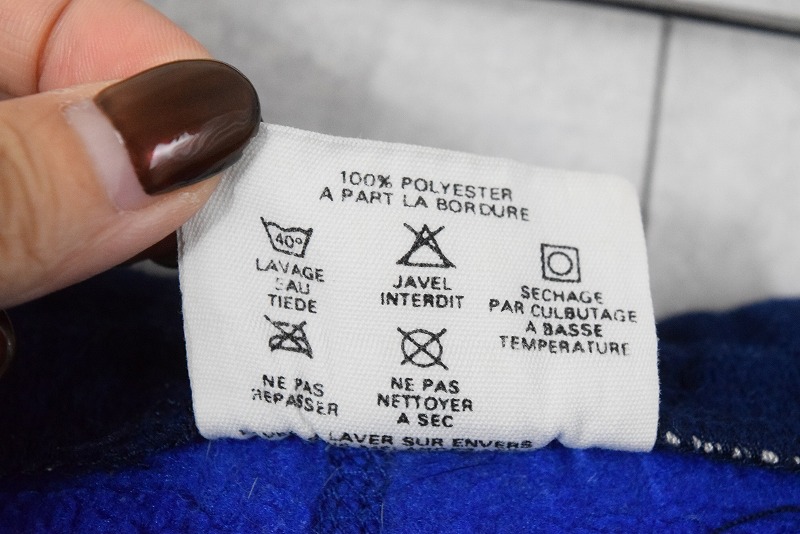 100% POLYESTER
A PART LA BORDURE
40°
LAVAGE
EAU
TIEDE
JAVEL
INTERDIT
SECHAGE
PAR CULBUTAGE
A BASSE
TEMPERATURE
NE PAS
REPASSER
NE PAS
NETTOYER
A SEC
LAVER SUR ENVERS